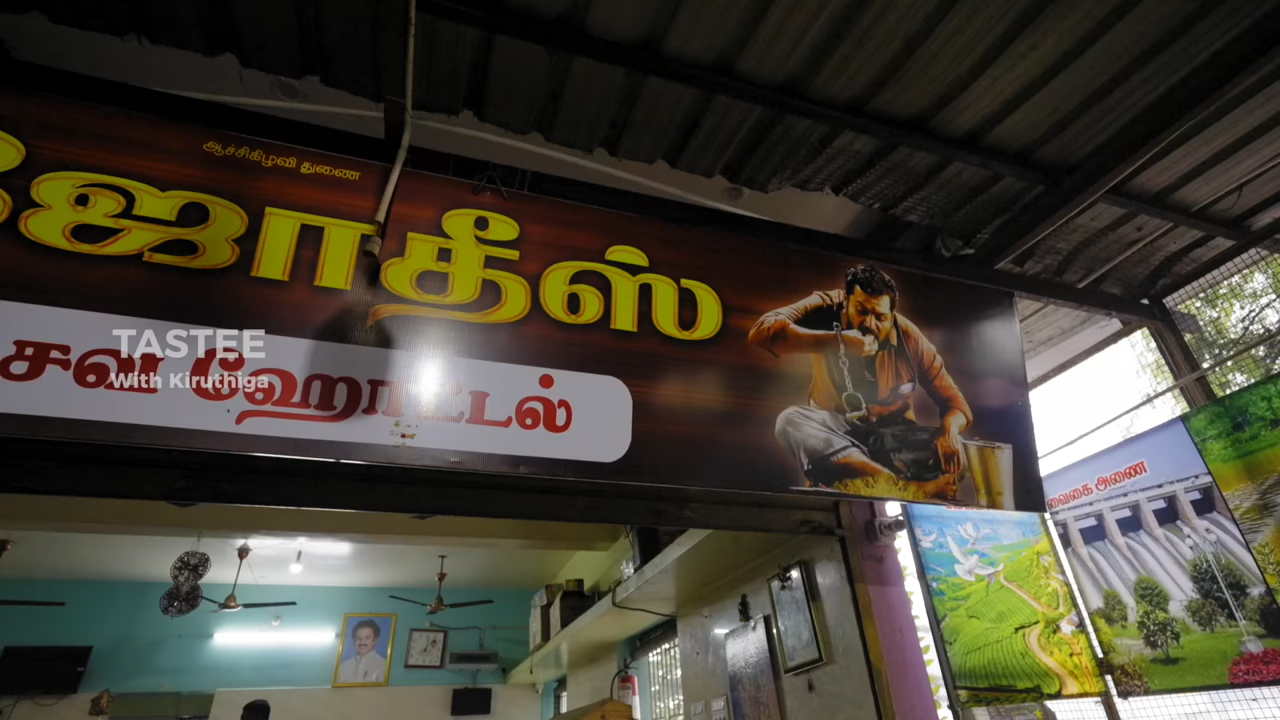 ஆச்சிகிழவி துணை
ஜோதீஸ்
சைவ ஹோட்டல்
TASTEE
With Kiruthiga
வைகை அணை